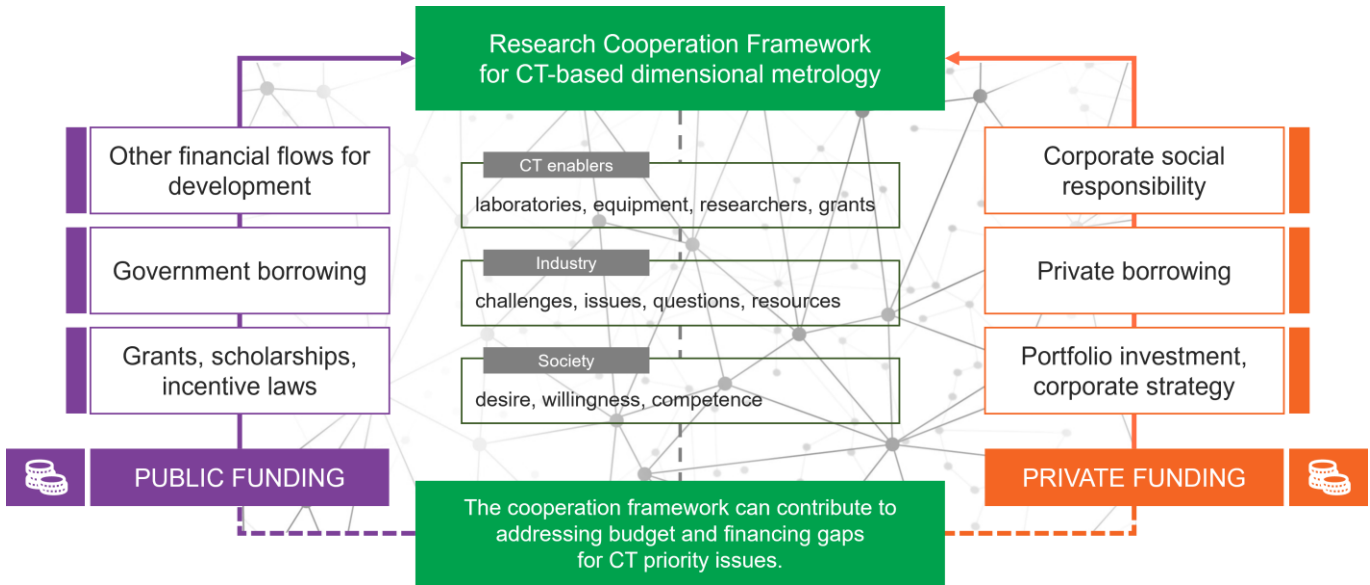 Research Cooperation Framework
for CT-based dimensional metrology
Other financial flows for
development
Government borrowing
Grants, scholarships,
incentive laws
PUBLIC FUNDING
CT enablers
laboratories, equipment, researchers, grants
Industry
challenges, issues, questions, resources
Society
desire, willingness, competence
Corporate social
responsibility
Private borrowing
Portfolio investment,
corporate strategy
PRIVATE FUNDING
The cooperation framework can contribute to
addressing budget and financing gaps
for CT priority issues.